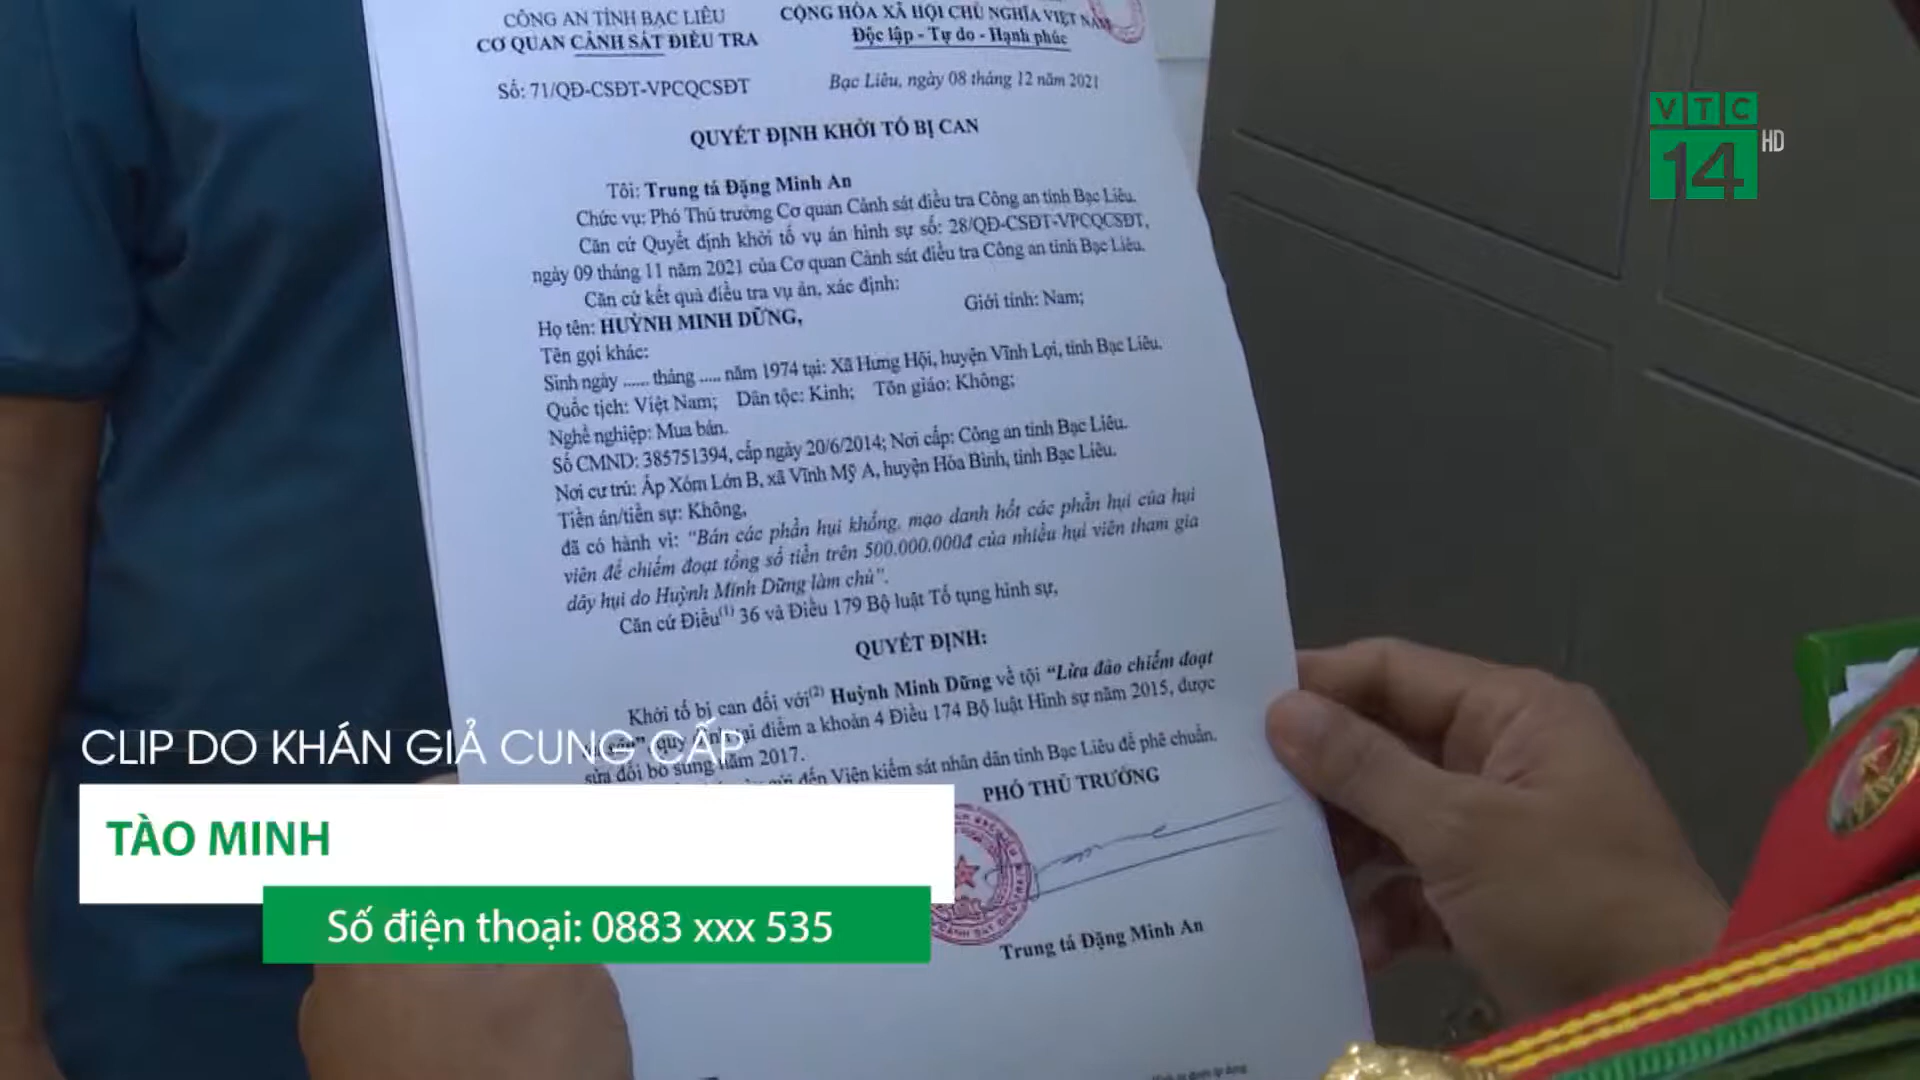 CÔNG AN TỈNH BẠC LIÊU
CƠ QUAN CẢNH SÁT ĐIỀU TRA
CỘNG HÒA XÃ HỘI CHỦ NGHĨA VIỆT NAM
Độc lập - Tự do - Hạnh phúc
Số: 71/QĐ-CSĐT-VPCQCSĐT
Bạc Liêu, ngày 08 tháng 12 năm 2021
VTC
14 HD
QUYẾT ĐỊNH KHỞI TỐ BỊ CAN
Tôi: Trung tá Đặng Minh An
Chức vụ: Phó Thủ trưởng Cơ quan Cảnh sát điều tra Công an tỉnh Bạc Liêu.
Căn cứ Quyết định khởi tố vụ án hình sự số: 28/QĐ-CSĐT-VPCQCSĐT,
ngày 09 tháng 11 năm 2021 của Cơ quan Cảnh sát điều tra Công an tỉnh Bạc Liêu.
Căn cứ kết quả điều tra vụ án, xác định:
Họ tên: HUỲNH MINH DỮNG, Giới tính: Nam;
Tên gọi khác:
Sinh ngày ...... tháng ..... năm 1974 tại: Xã Hưng Hội, huyện Vĩnh Lợi, tỉnh Bạc Liêu.
Quốc tịch: Việt Nam; Dân tộc: Kinh; Tôn giáo: Không;
Nghề nghiệp: Mua bán.
Số CMND: 385751394, cấp ngày 20/6/2014; Nơi cấp: Công an tỉnh Bạc Liêu.
Nơi cư trú: Ấp Xóm Lớn B, xã Vĩnh Mỹ A, huyện Hòa Bình, tỉnh Bạc Liêu.
Tiền án/tiền sự: Không,
đã có hành vi: “Bán các phần hụi khống, mạo danh hốt các phần hụi của hụi
viên để chiếm đoạt tổng số tiền trên 500.000.000đ của nhiều hụi viên tham gia
dây hụi do Huỳnh Minh Dững làm chủ”.
Căn cứ Điều(1) 36 và Điều 179 Bộ luật Tố tụng hình sự,
QUYẾT ĐỊNH:
Khởi tố bị can đối với(2) Huỳnh Minh Dững về tội “Lừa đảo chiếm đoạt
tài sản” quy định tại điểm a khoản 4 Điều 174 Bộ luật Hình sự năm 2015, được
sửa đổi bổ sung năm 2017.
gửi đến Viện kiểm sát nhân dân tỉnh Bạc Liêu để phê chuẩn.
PHÓ THỦ TRƯỞNG
Trung tá Đặng Minh An
CLIP DO KHÁN GIẢ CUNG CẤP
TÀO MINH
Số điện thoại: 0883 xxx 535